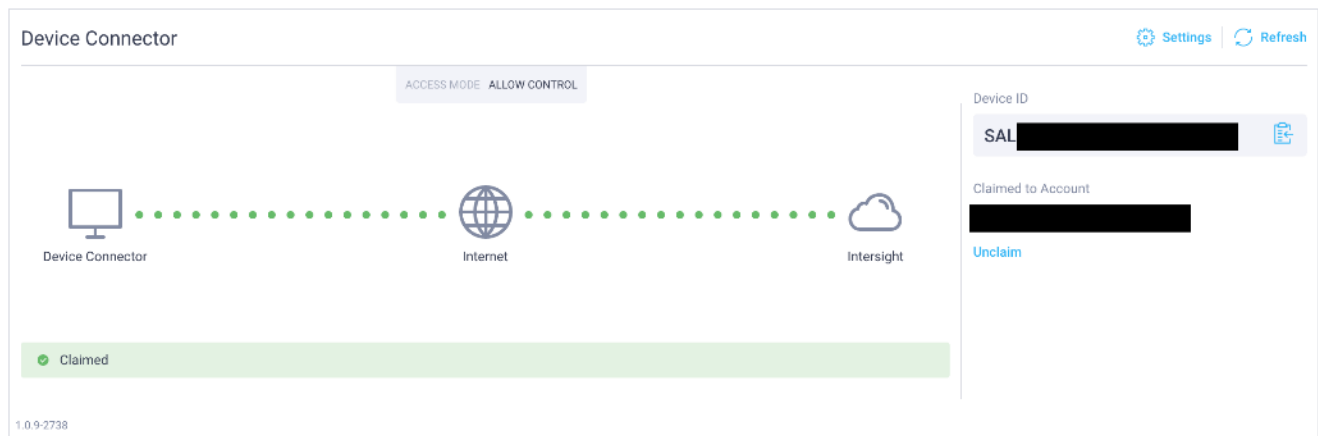 Device Connector
Settings
Refresh
ACCESS MODE ALLOW CONTROL
Device ID
SAL
Claimed to Account
Device Connector
Internet
Intersight
Unclaim
Claimed
1.0.9-2738